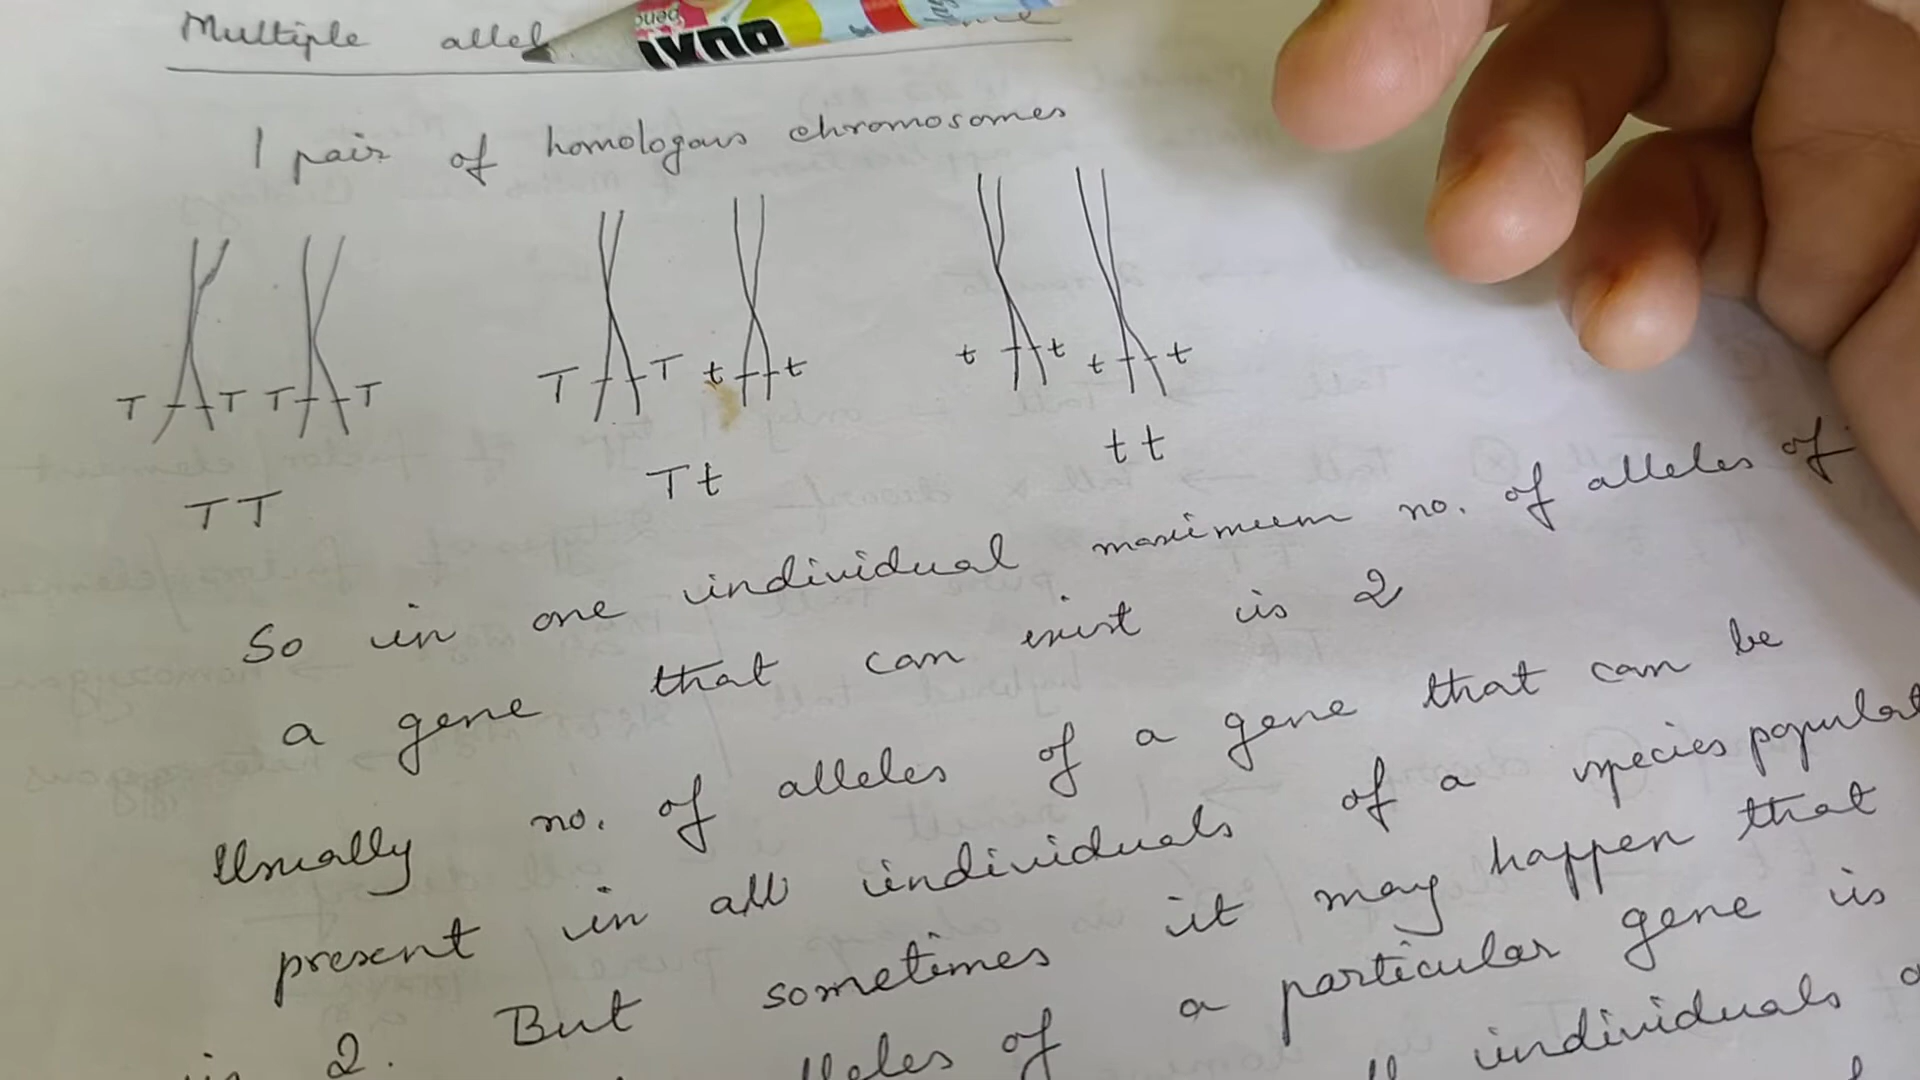 Multiple allel
1 pair of homologous chromosomes
T T T T
T T t t
t t t t
TT
Tt
tt
So in one individual maximum no. of alleles of
a gene that can exist is 2
Usually no. of alleles of a gene that can be
present in all individuals of a species populat
is 2. But sometimes it may happen that
alleles of a particular gene is
individuals